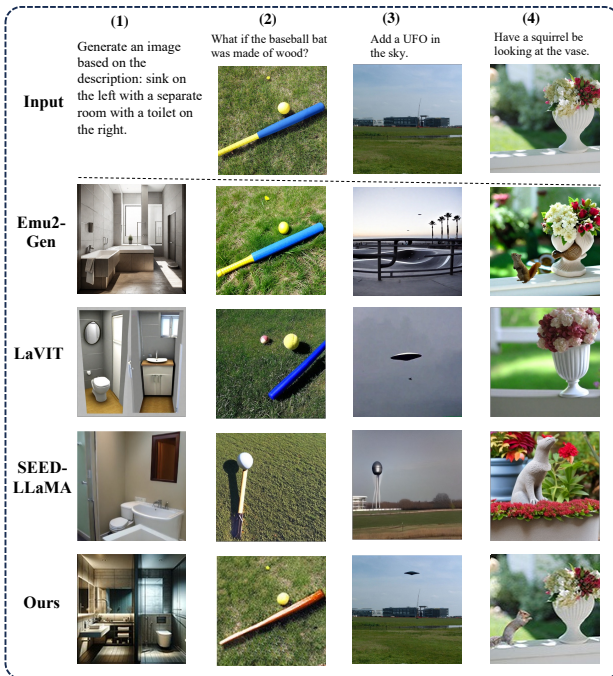 (1)
(2)
(3)
(4)
Input
Generate an image
based on the
description: sink on
the left with a separate
room with a toilet on
the right.
What if the baseball bat
was made of wood?
Add a UFO in
the sky.
Have a squirrel be
looking at the vase.
Emu2-
Gen
LaVIT
SEED-
LLaMA
Ours